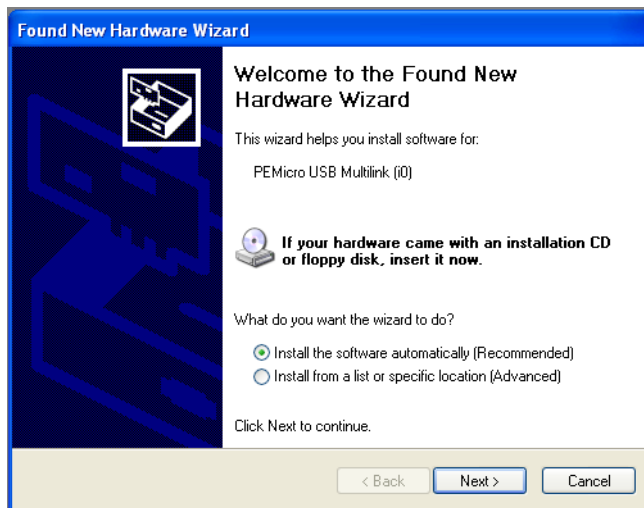 Found New Hardware Wizard
Welcome to the Found New
Hardware Wizard
This wizard helps you install software for:
PEMicro USB Multilink (i0)
If your hardware came with an installation CD
or floppy disk, insert it now.
What do you want the wizard to do?
Install the software automatically (Recommended)
Install from a list or specific location (Advanced)
Click Next to continue.
< Back
Next >
Cancel